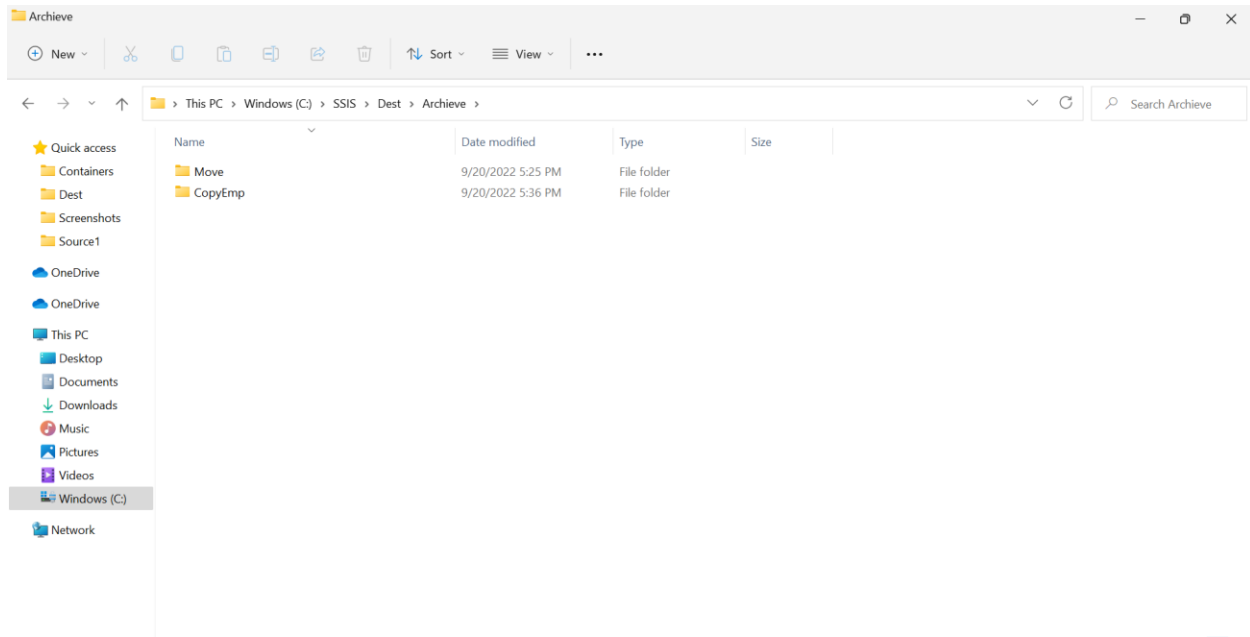 Archieve
New
Sort
View
This PC > Windows (C:) > SSIS > Dest > Archieve >
Search Archieve
Quick access
Containers
Dest
Screenshots
Source1
OneDrive
OneDrive
This PC
Desktop
Documents
Downloads
Music
Pictures
Videos
Windows (C:)
Network
Name Date modified Type Size
Move 9/20/2022 5:25 PM File folder
CopyEmp 9/20/2022 5:36 PM File folder